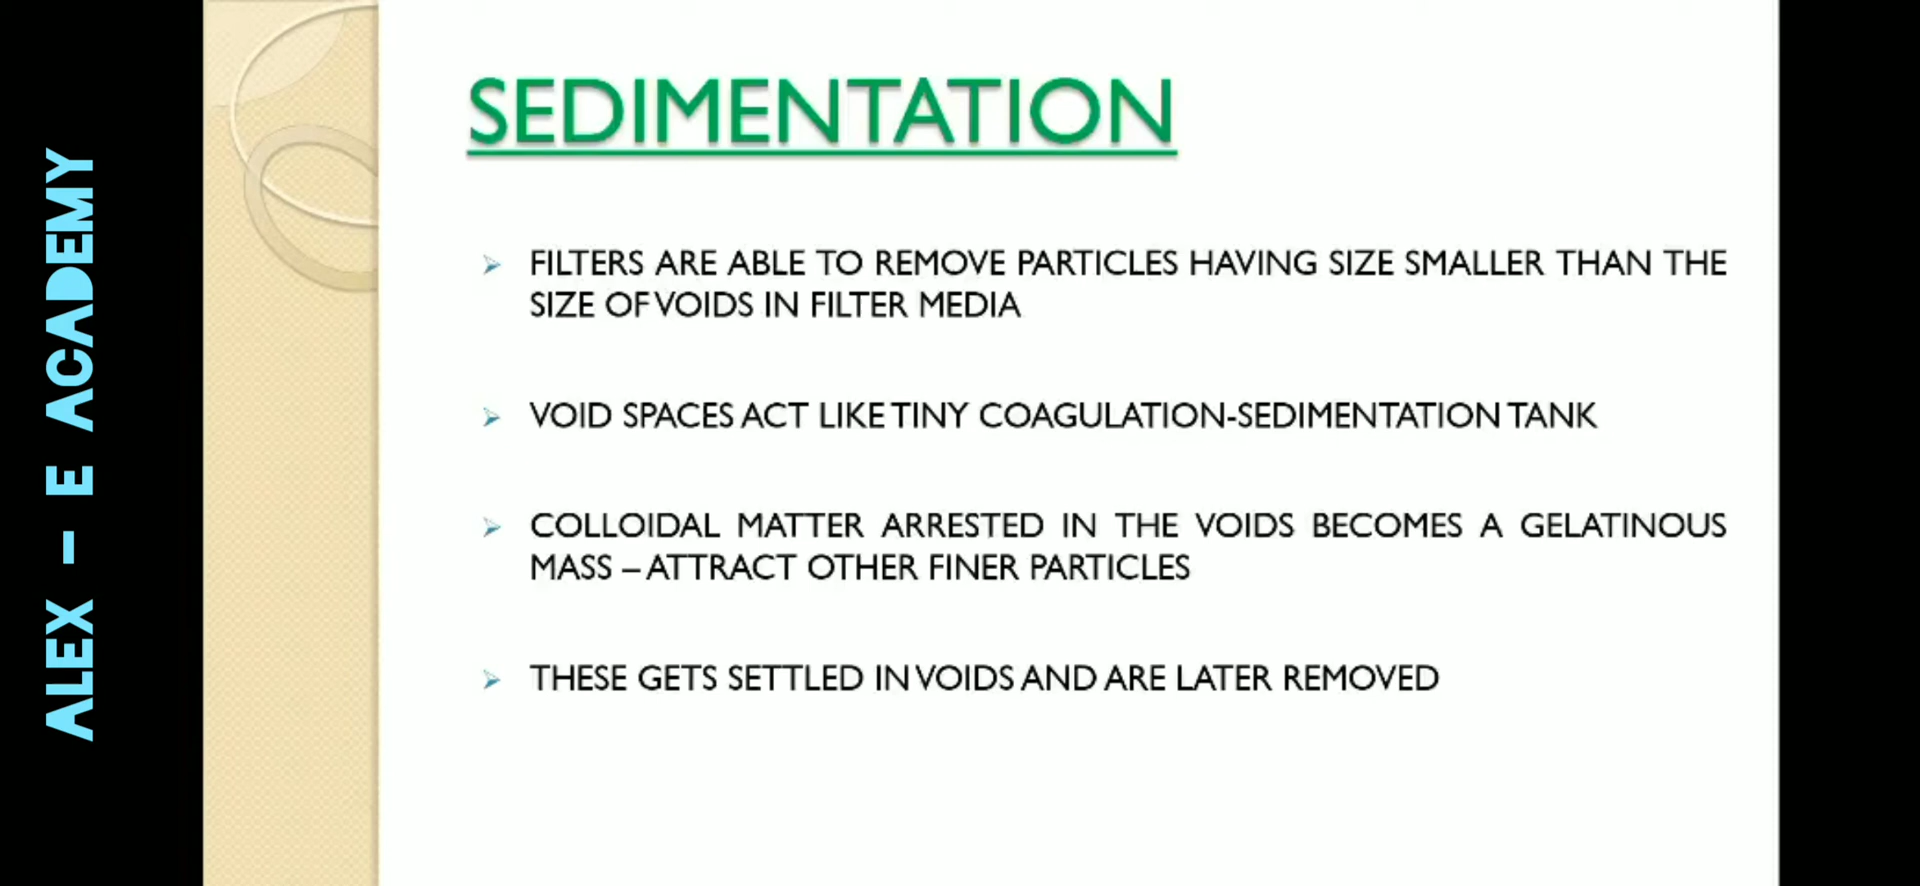 ALEX - E ACADEMY
SEDIMENTATION
FILTERS ARE ABLE TO REMOVE PARTICLES HAVING SIZE SMALLER THAN THE
SIZE OF VOIDS IN FILTER MEDIA
VOID SPACES ACT LIKE TINY COAGULATION-SEDIMENTATION TANK
COLLOIDAL MATTER ARRESTED IN THE VOIDS BECOMES A GELATINOUS
MASS – ATTRACT OTHER FINER PARTICLES
THESE GETS SETTLED IN VOIDS AND ARE LATER REMOVED